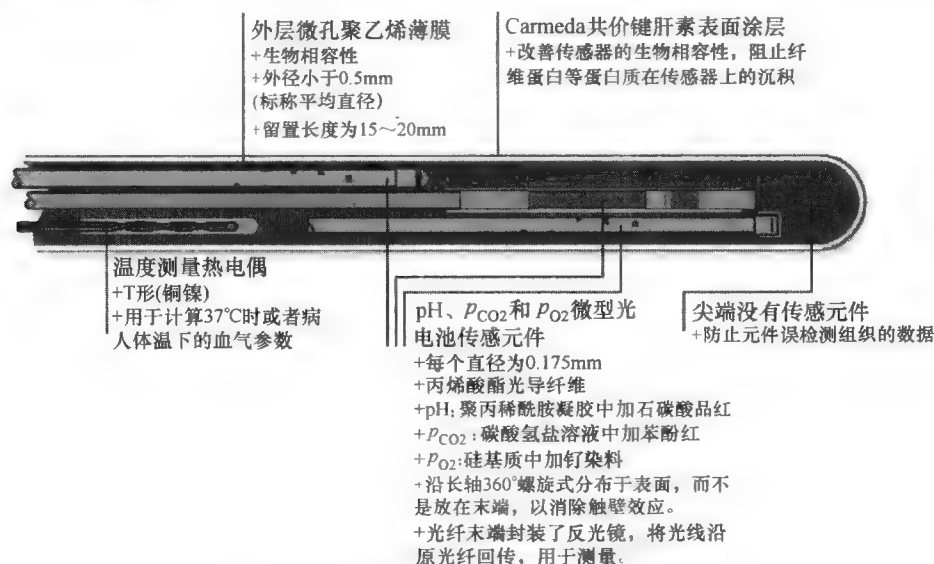 外层微孔聚乙烯薄膜
+生物相容性
+外径小于0.5mm
(标称平均直径)
+留置长度为15～20mm
Carmeda共价键肝素表面涂层
+改善传感器的生物相容性，阻止纤
维蛋白等蛋白质在传感器上的沉积
温度测量热电偶
+T形(铜镍)
+用于计算37℃时或者病
人体温下的血气参数
pH、pCO2和pO2微型光
电池传感元件
+每个直径为0.175mm
+丙烯酸酯光导纤维
+pH:聚丙稀酰胺凝胶中加石碳酸品红
+pCO2:碳酸氢盐溶液中加苯酚红
+pO2:硅基质中加钌染料
+沿长轴360°螺旋式分布于表面，而不
是放在末端，以消除触壁效应。
+光纤末端封装了反光镜，将光线沿
原光纤回传，用于测量。
尖端没有传感元件
+防止元件误检测组织的数据